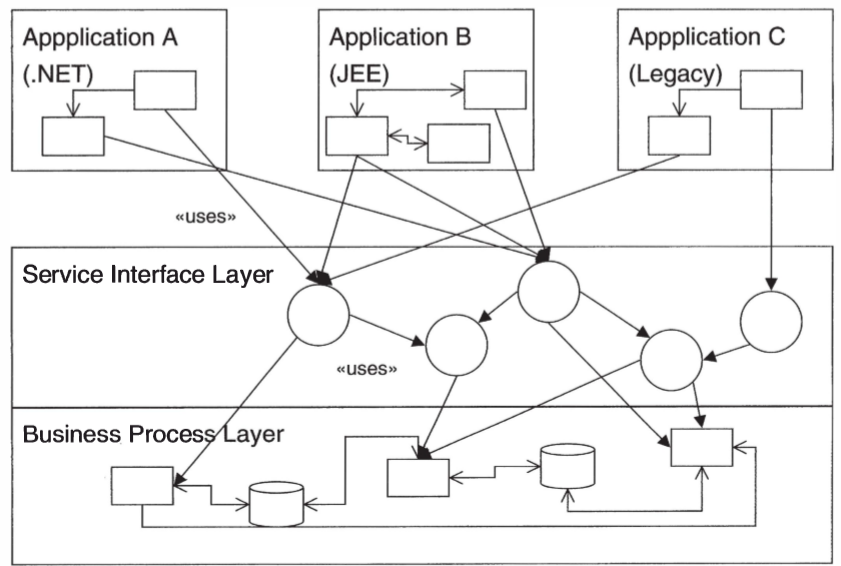 Appplication A
(.NET)
Application B
(JEE)
Appplication C
(Legacy)
«uses»
Service Interface Layer
«uses»
Business Process Layer